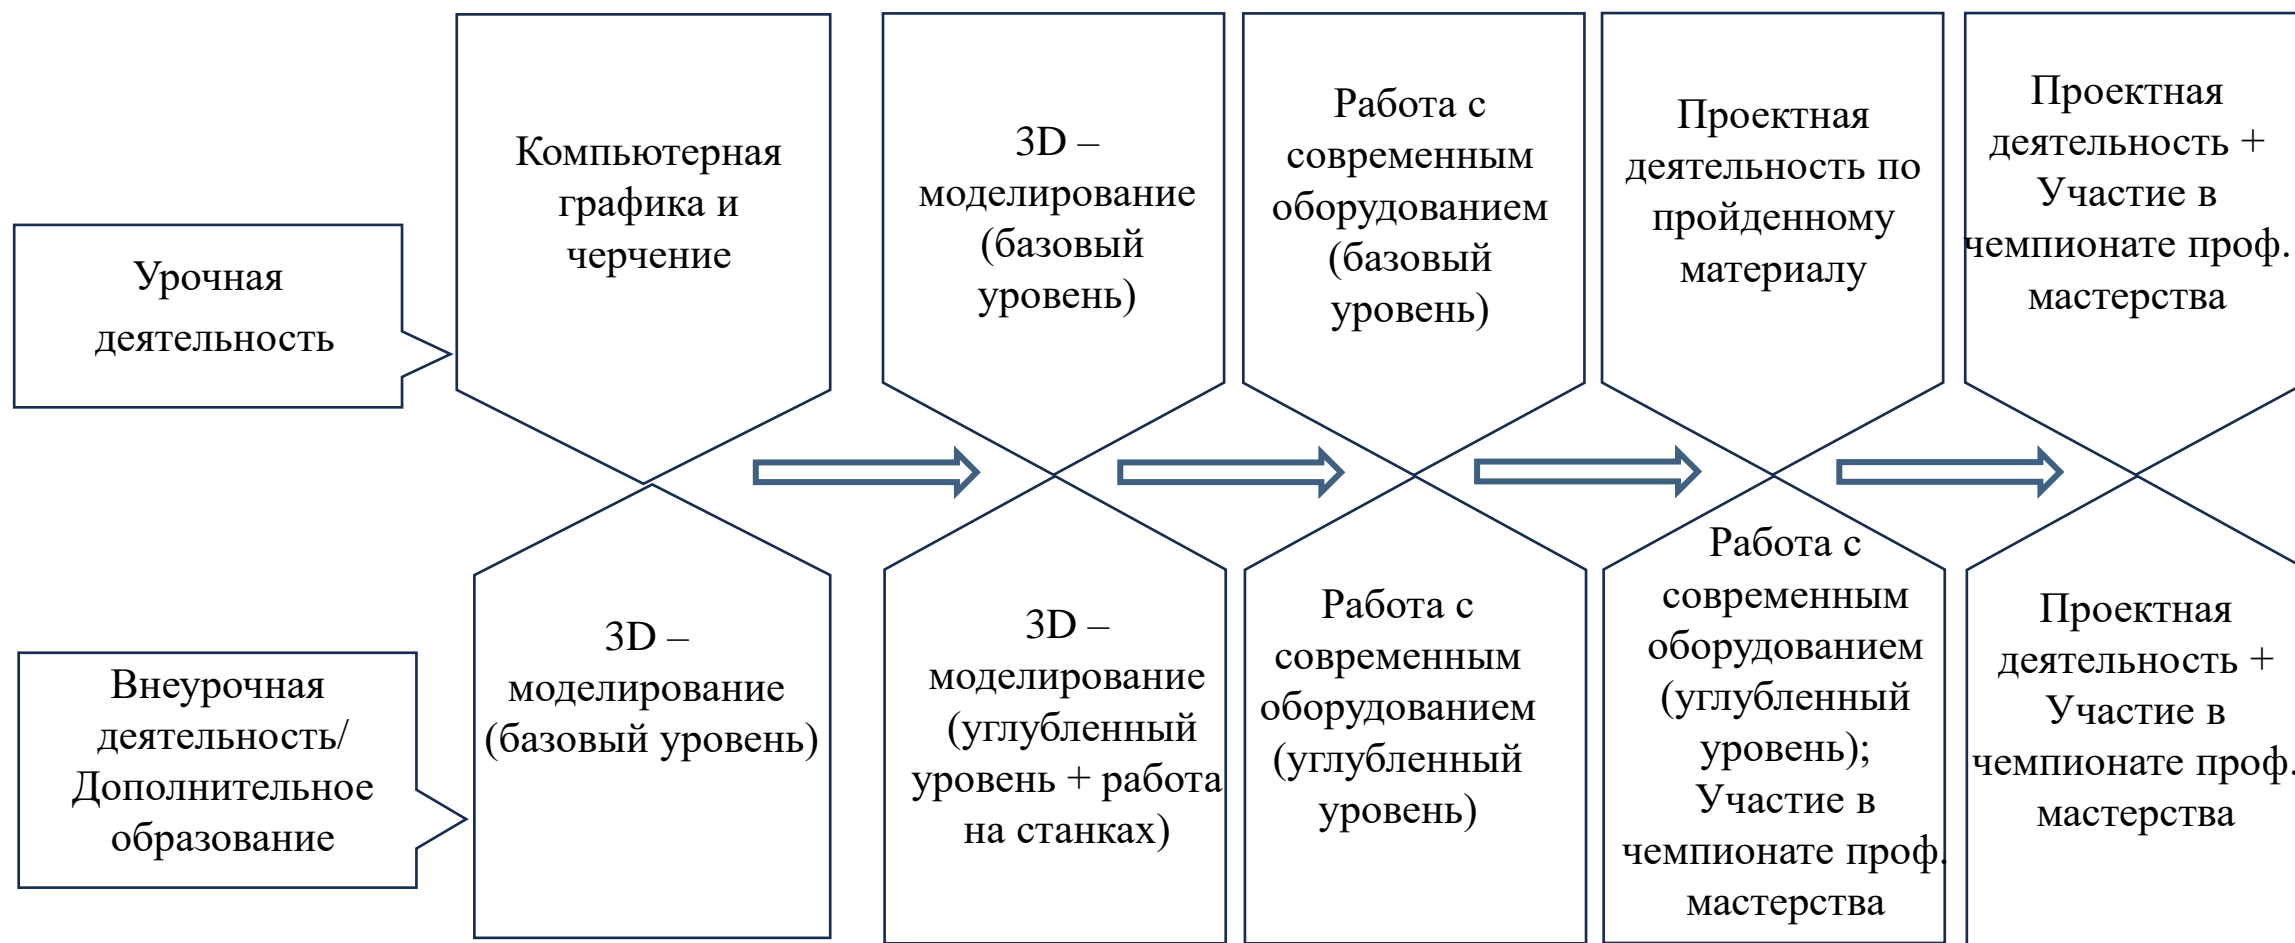 Урочная
деятельность
Компьютерная
графика и
черчение
3D –
моделирование
(базовый
уровень)
Работа с
современным
оборудованием
(базовый
уровень)
Проектная
деятельность по
пройденному
материалу
Проектная
деятельность +
Участие в
чемпионате проф.
мастерства
Внеурочная
деятельность/
Дополнительное
образование
3D –
моделирование
(базовый уровень)
3D –
моделирование
(углубленный
уровень + работа
на станках)
Работа с
современным
оборудованием
(углубленный
уровень)
Работа с
современным
оборудованием
(углубленный
уровень);
Участие в
чемпионате проф.
мастерства
Проектная
деятельность +
Участие в
чемпионате проф.
мастерства